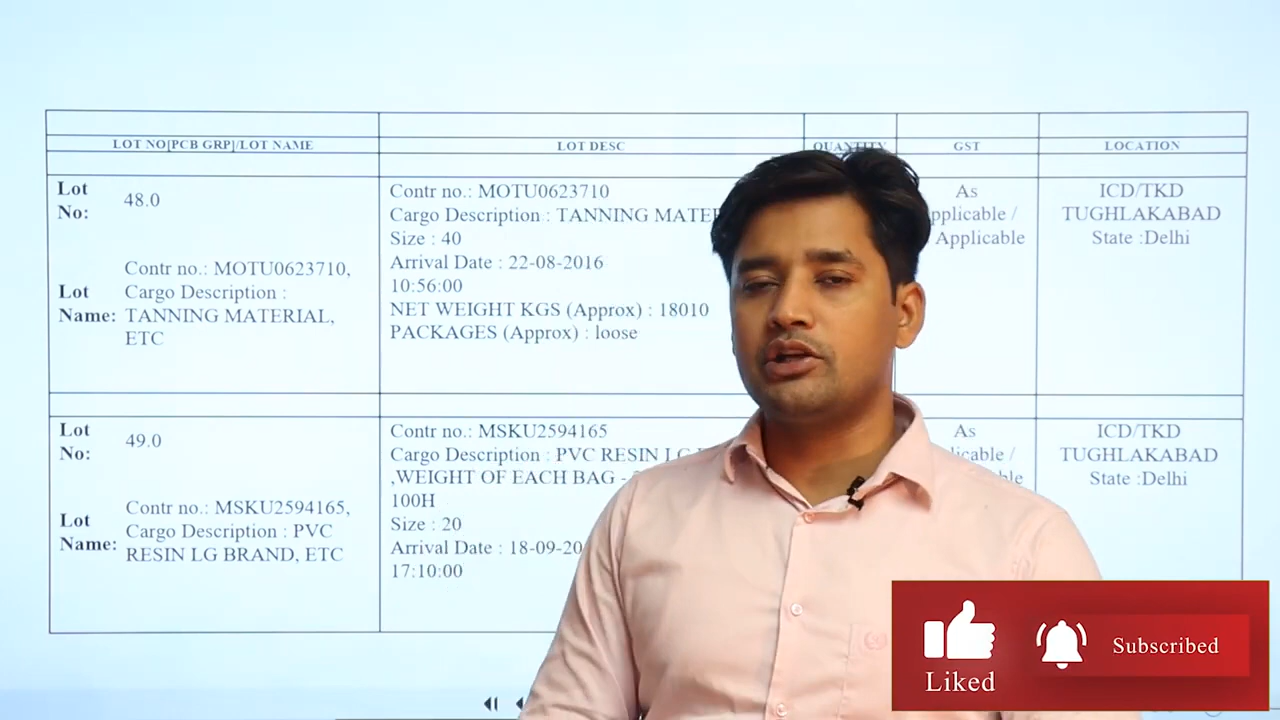 LOT NO[PCB GRP]/LOT NAME
LOT DESC
QUANTITY
GST
LOCATION
Lot No:
48.0
Lot Name:
Contr no.: MOTU0623710,
Cargo Description :
TANNING MATERIAL,
ETC
Contr no.: MOTU0623710
Cargo Description : TANNING
Size : 40
Arrival Date : 22-08-2016
10:56:00
NET WEIGHT KGS (Approx) : 18010
PACKAGES (Approx) : loose
As
/
Applicable
ICD/TKD
TUGHLAKABAD
State :Delhi
Lot No:
49.0
Lot Name:
Contr no.: MSKU2594165,
Cargo Description : PVC
RESIN LG BRAND, ETC
Contr no.: MSKU2594165
Cargo Description : PVC RESIN LG
,WEIGHT OF EACH BAG -
100H
Size : 20
Arrival Date : 18-09-20
17:10:00
As
/
ICD/TKD
TUGHLAKABAD
State :Delhi
Liked
Subscribed